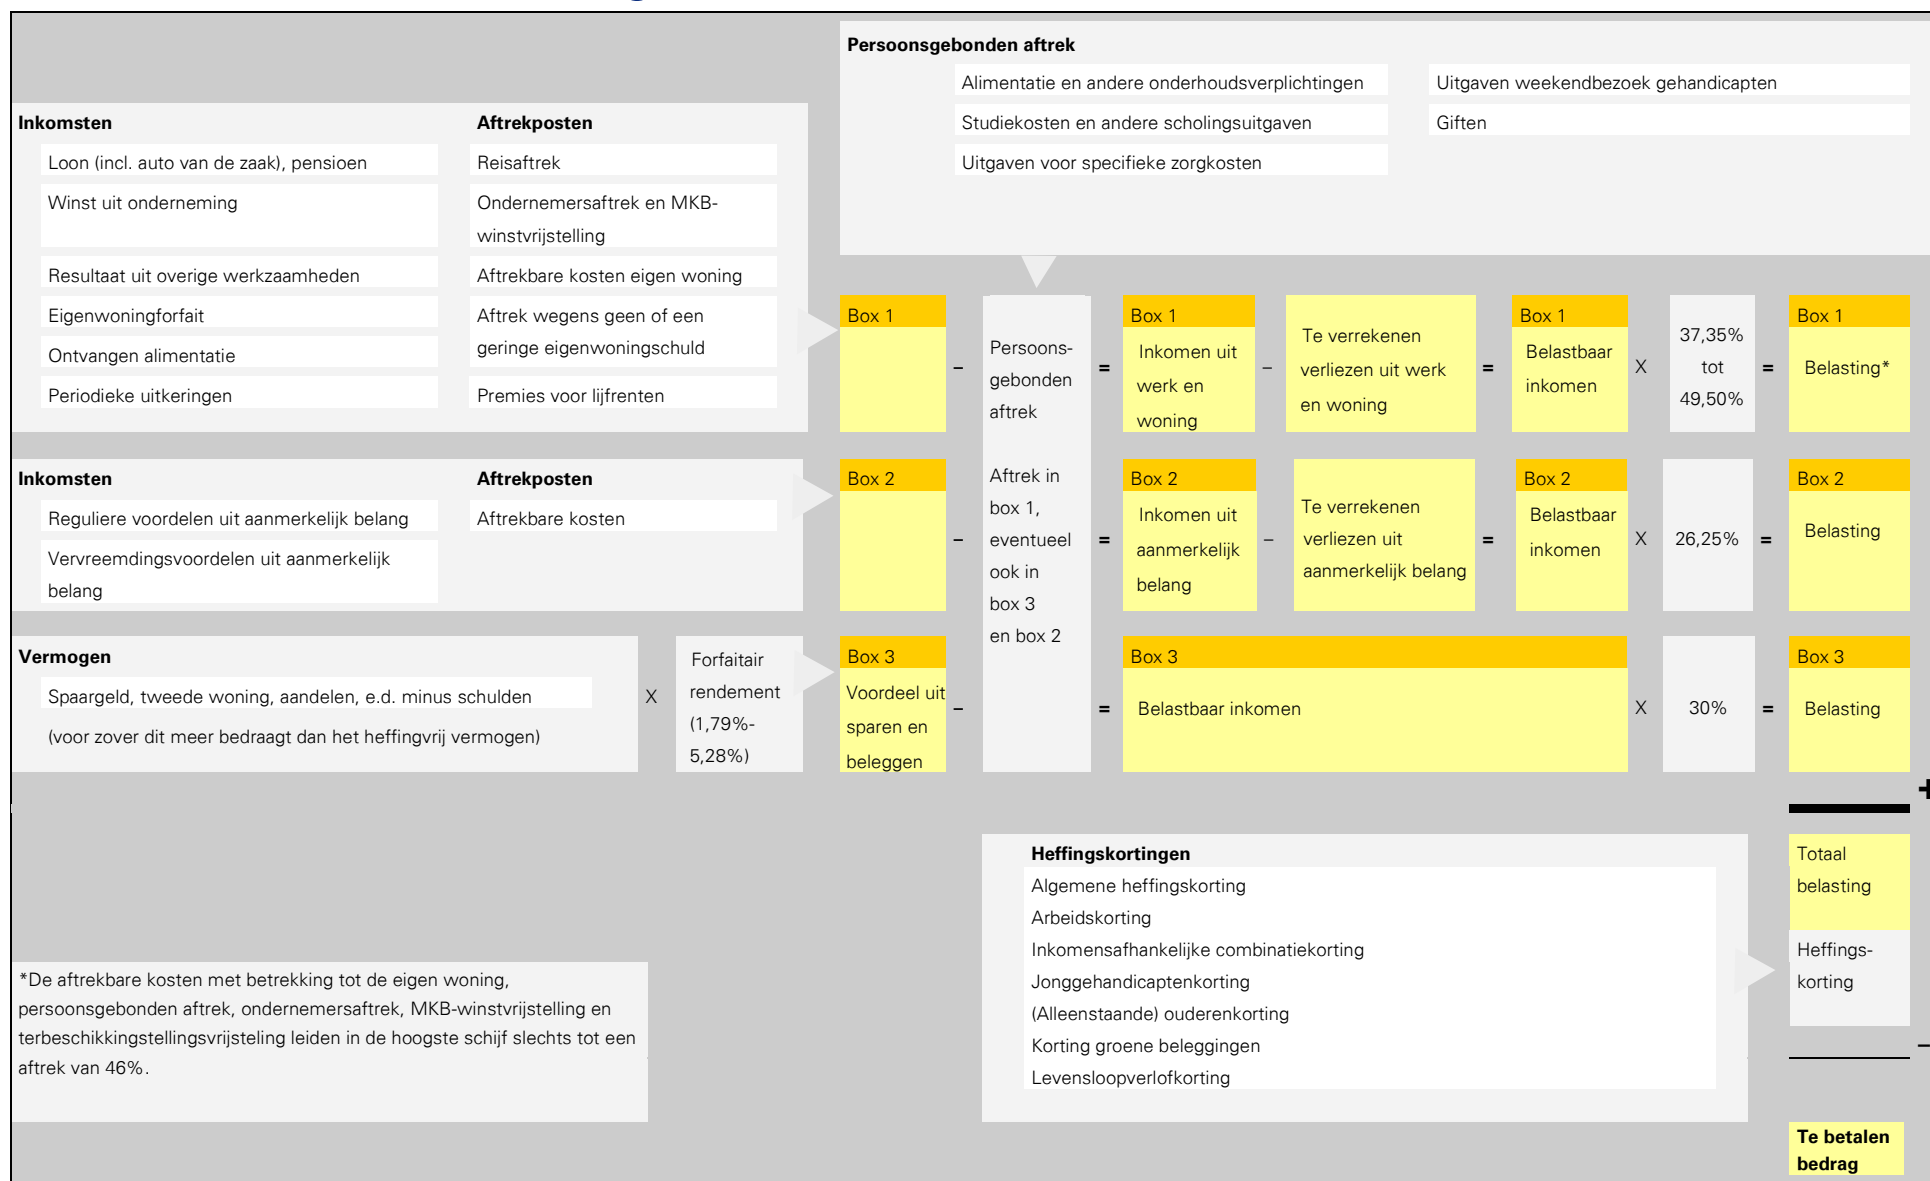 Persoonsgebonden aftrek
Alimentatie en andere onderhoudsverplichtingen
Uitgaven weekendbezoek gehandicapten
Studiekosten en andere scholingsuitgaven
Giften
Uitgaven voor specifieke zorgkosten
Inkomsten
Aftrekposten
Loon (incl. auto van de zaak), pensioen
Reisaftrek
Winst uit onderneming
Ondernemersaftrek en MKB-
winstvrijstelling
Resultaat uit overige werkzaamheden
Aftrekbare kosten eigen woning
Eigenwoningforfait
Aftrek wegens geen of een
geringe eigenwoningschuld
Ontvangen alimentatie
Periodieke uitkeringen
Premies voor lijfrenten
Box 1
–
Persoons-
gebonden
aftrek
Aftrek in
box 1,
eventueel
ook in
box 3
en box 2
=
Box 1
Inkomen uit
werk en
woning
–
Te verrekenen
verliezen uit werk
en woning
=
Box 1
Belastbaar
inkomen
X
37,35%
tot
49,50%
=
Box 1
Belasting*
Inkomsten
Aftrekposten
Reguliere voordelen uit aanmerkelijk belang
Aftrekbare kosten
Vervreemdingsvoordelen uit aanmerkelijk
belang
Box 2
–
=
Box 2
Inkomen uit
aanmerkelijk
belang
–
Te verrekenen
verliezen uit
aanmerkelijk belang
=
Box 2
Belastbaar
inkomen
X
26,25%
=
Box 2
Belasting
Vermogen
Spaargeld, tweede woning, aandelen, e.d. minus schulden
(voor zover dit meer bedraagt dan het heffingvrij vermogen)
X
Forfaitair
rendement
(1,79%-
5,28%)
Box 3
Voordeel uit
sparen en
beleggen
–
=
Box 3
Belastbaar inkomen
X
30%
=
Box 3
Belasting
+
Heffingskortingen
Algemene heffingskorting
Arbeidskorting
Inkomensafhankelijke combinatiekorting
Jonggehandicaptenkorting
(Alleenstaande) ouderenkorting
Korting groene beleggingen
Levensloopverlofkorting
Totaal
belasting
Heffings-
korting
–
*De aftrekbare kosten met betrekking tot de eigen woning,
persoonsgebonden aftrek, ondernemersaftrek, MKB-winstvrijstelling en
terbeschikkingstellingsvrijsteling leiden in de hoogste schijf slechts tot een
aftrek van 46%.
Te betalen
bedrag